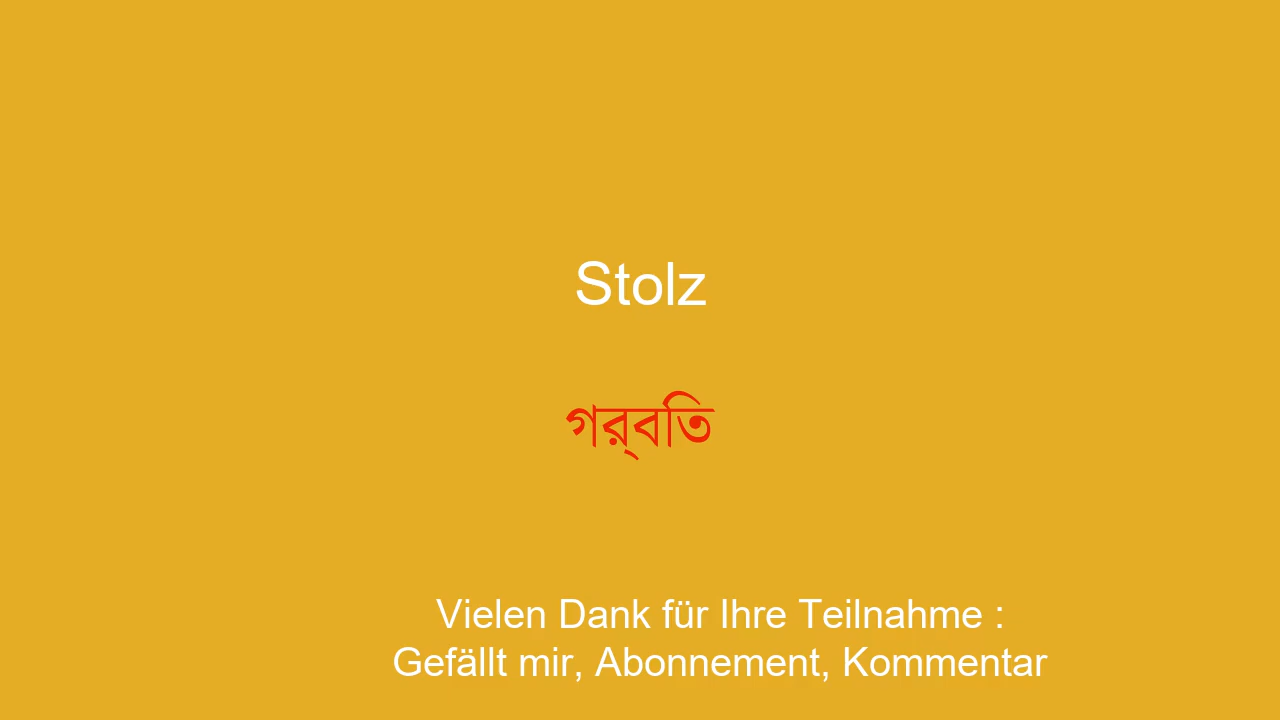 Stolz
গর্বিত
Vielen Dank für Ihre Teilnahme :
Gefällt mir, Abonnement, Kommentar